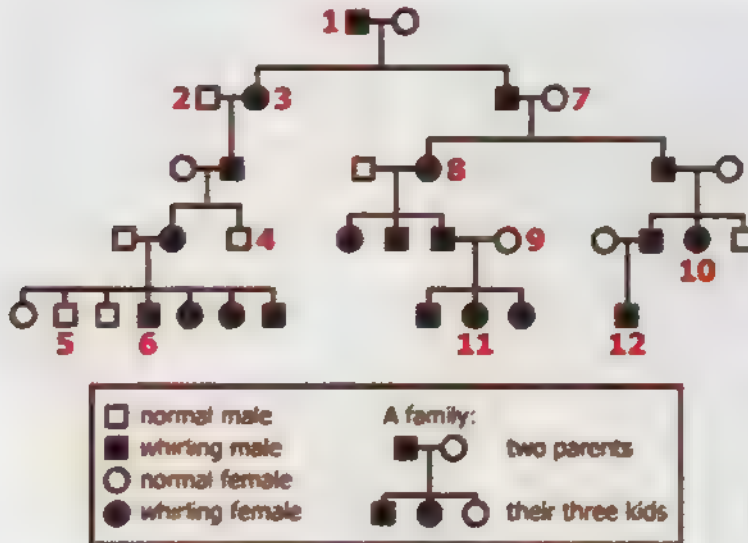 1
2 3 7
8
4 9
10
5 6 11 12
normal male
whirling male
normal female
whirling female
A family:
two parents
their three kids